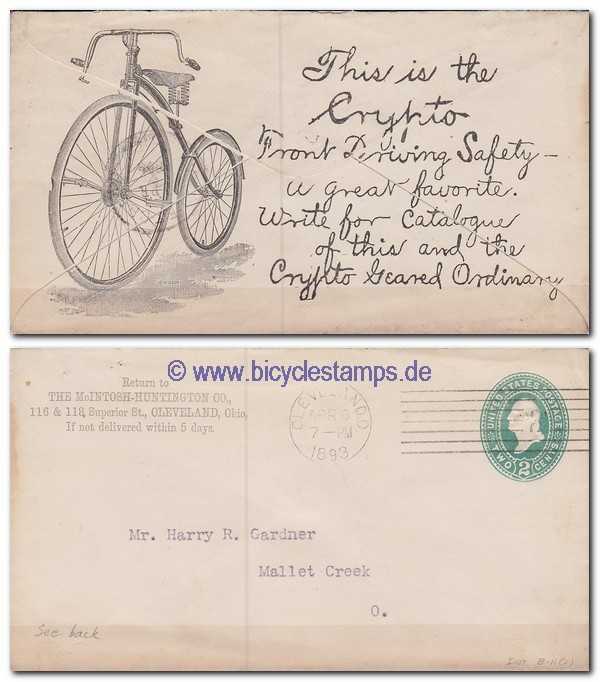 This is the
Crypto
Front Driving Safety —
a great favorite.
Write for Catalogue
of this and the
Crypto Geared Ordinary
© www.bicyclestamps.de
Return to
THE McINTOSH-HUNTINGTON CO.,
116 & 118, Superior St., CLEVELAND, Ohio,
If not delivered within 5 days.
CLEVELAND, O.
APR 6
7-PM
1893
UNITED STATES POSTAGE
TWO 2 CENTS
Mr. Harry R. Gardner
Mallet Creek
O.
See back